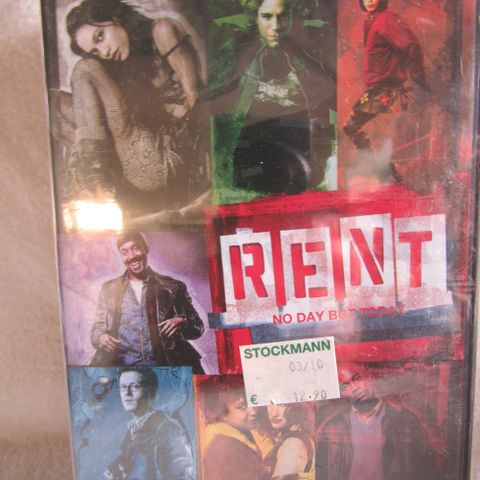 RENT
NO DAY BUT TODAY
STOCKMANN
03/10
€ 12.90